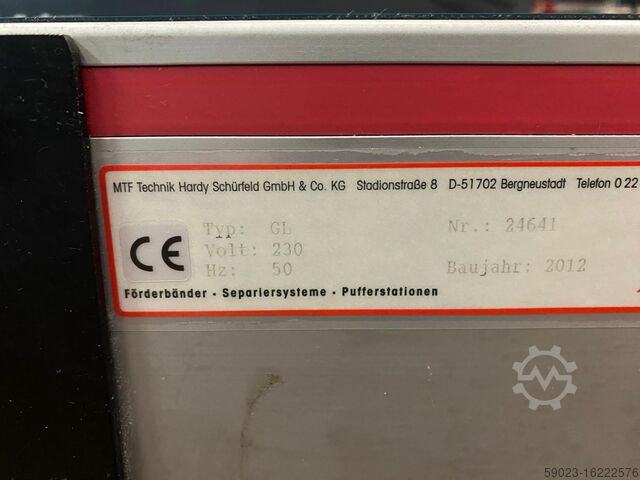 MTF Technik Hardy Schürfeld GmbH & Co. KG Stadionstraße 8 D-51702 Bergneustadt Telefon 0 22
Typ: GL Nr.: 24641
Volt: 230
Hz: 50 Baujahr: 2012
CE
Förderbänder · Separiersysteme · Pufferstationen
59023-16222576